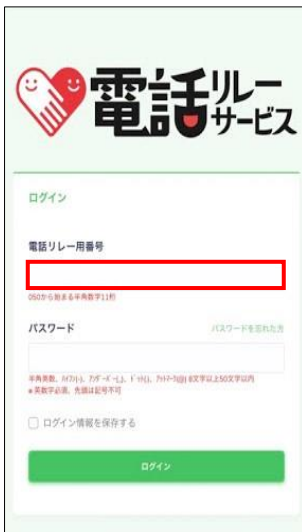 電話リレーサービス
ログイン
電話リレー用番号
050から始まる半角数字11桁
パスワード
パスワードを忘れた方
半角英数、ﾊｲﾌﾝ(-)、ｱﾝﾀﾞｰﾊﾞｰ(_)、ﾄﾞｯﾄ(.)、ｱｯﾄﾏｰｸ(@) 8文字以上50文字以内
※英数字必須、先頭は記号不可
ログイン情報を保存する
ログイン